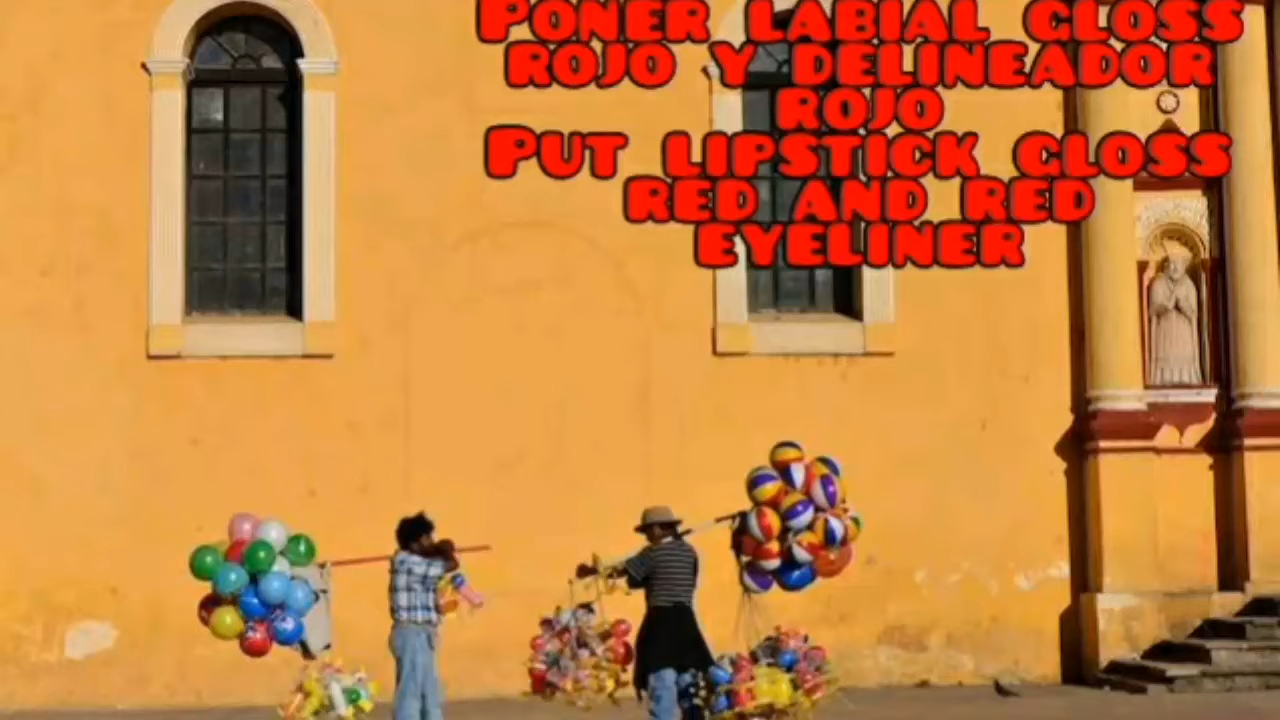 Poner labial gloss
rojo y delineador
rojo
Put lipstick gloss
red and red
eyeliner